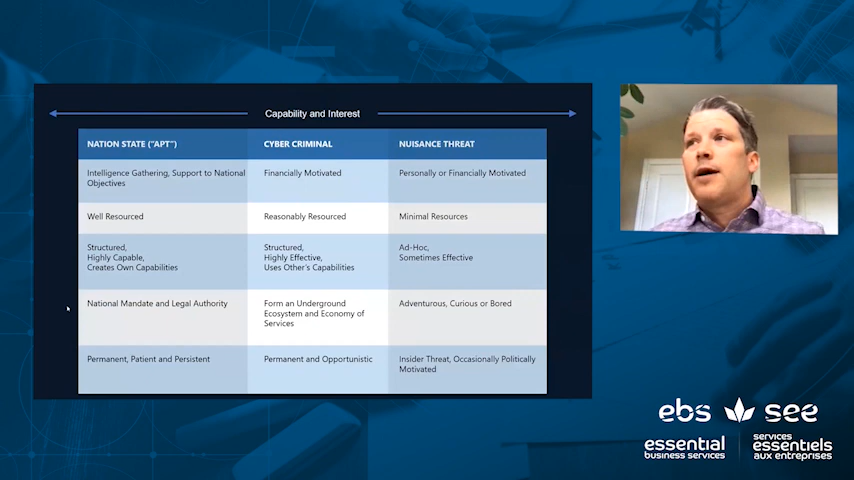 Capability and Interest
NATION STATE ("APT")
CYBER CRIMINAL
NUISANCE THREAT
Intelligence Gathering, Support to National
Objectives
Financially Motivated
Personally or Financially Motivated
Well Resourced
Reasonably Resourced
Minimal Resources
Structured,
Highly Capable,
Creates Own Capabilities
Structured,
Highly Effective,
Uses Other's Capabilities
Ad-Hoc,
Sometimes Effective
National Mandate and Legal Authority
Form an Underground
Ecosystem and Economy of
Services
Adventurous, Curious or Bored
Permanent, Patient and Persistent
Permanent and Opportunistic
Insider Threat, Occasionally Politically
Motivated
ebs see
essential
business services
services
essentiels
aux entreprises